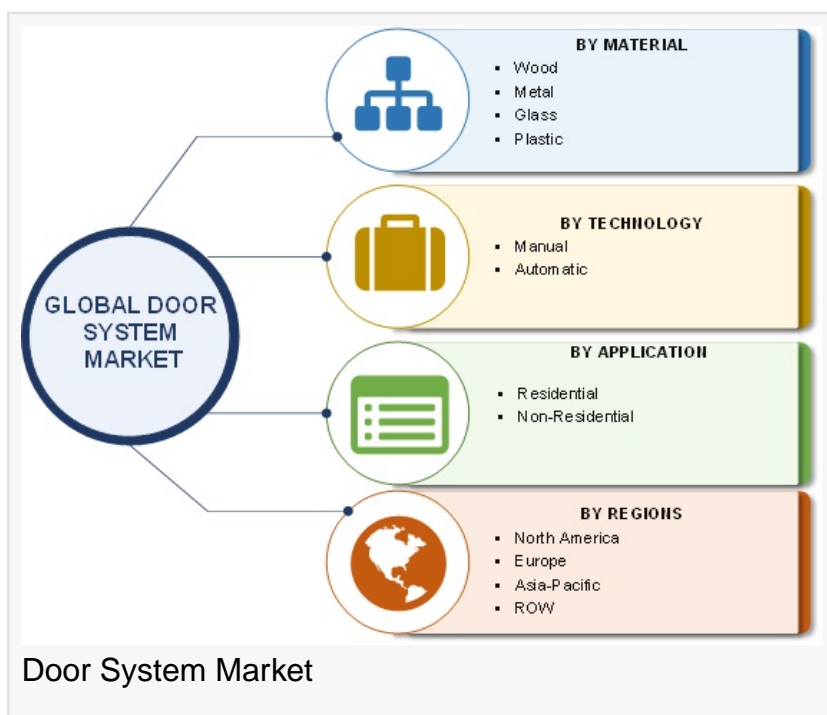 GLOBAL DOOR
SYSTEM
MARKET
BY MATERIAL
▪ Wood
▪ Metal
▪ Glass
▪ Plastic
BY TECHNOLOGY
▪ Manual
▪ Automatic
BY APPLICATION
▪ Residential
▪ Non-Residential
BY REGIONS
▪ North America
▪ Europe
▪ Asia-Pacific
▪ ROW
Door System Market